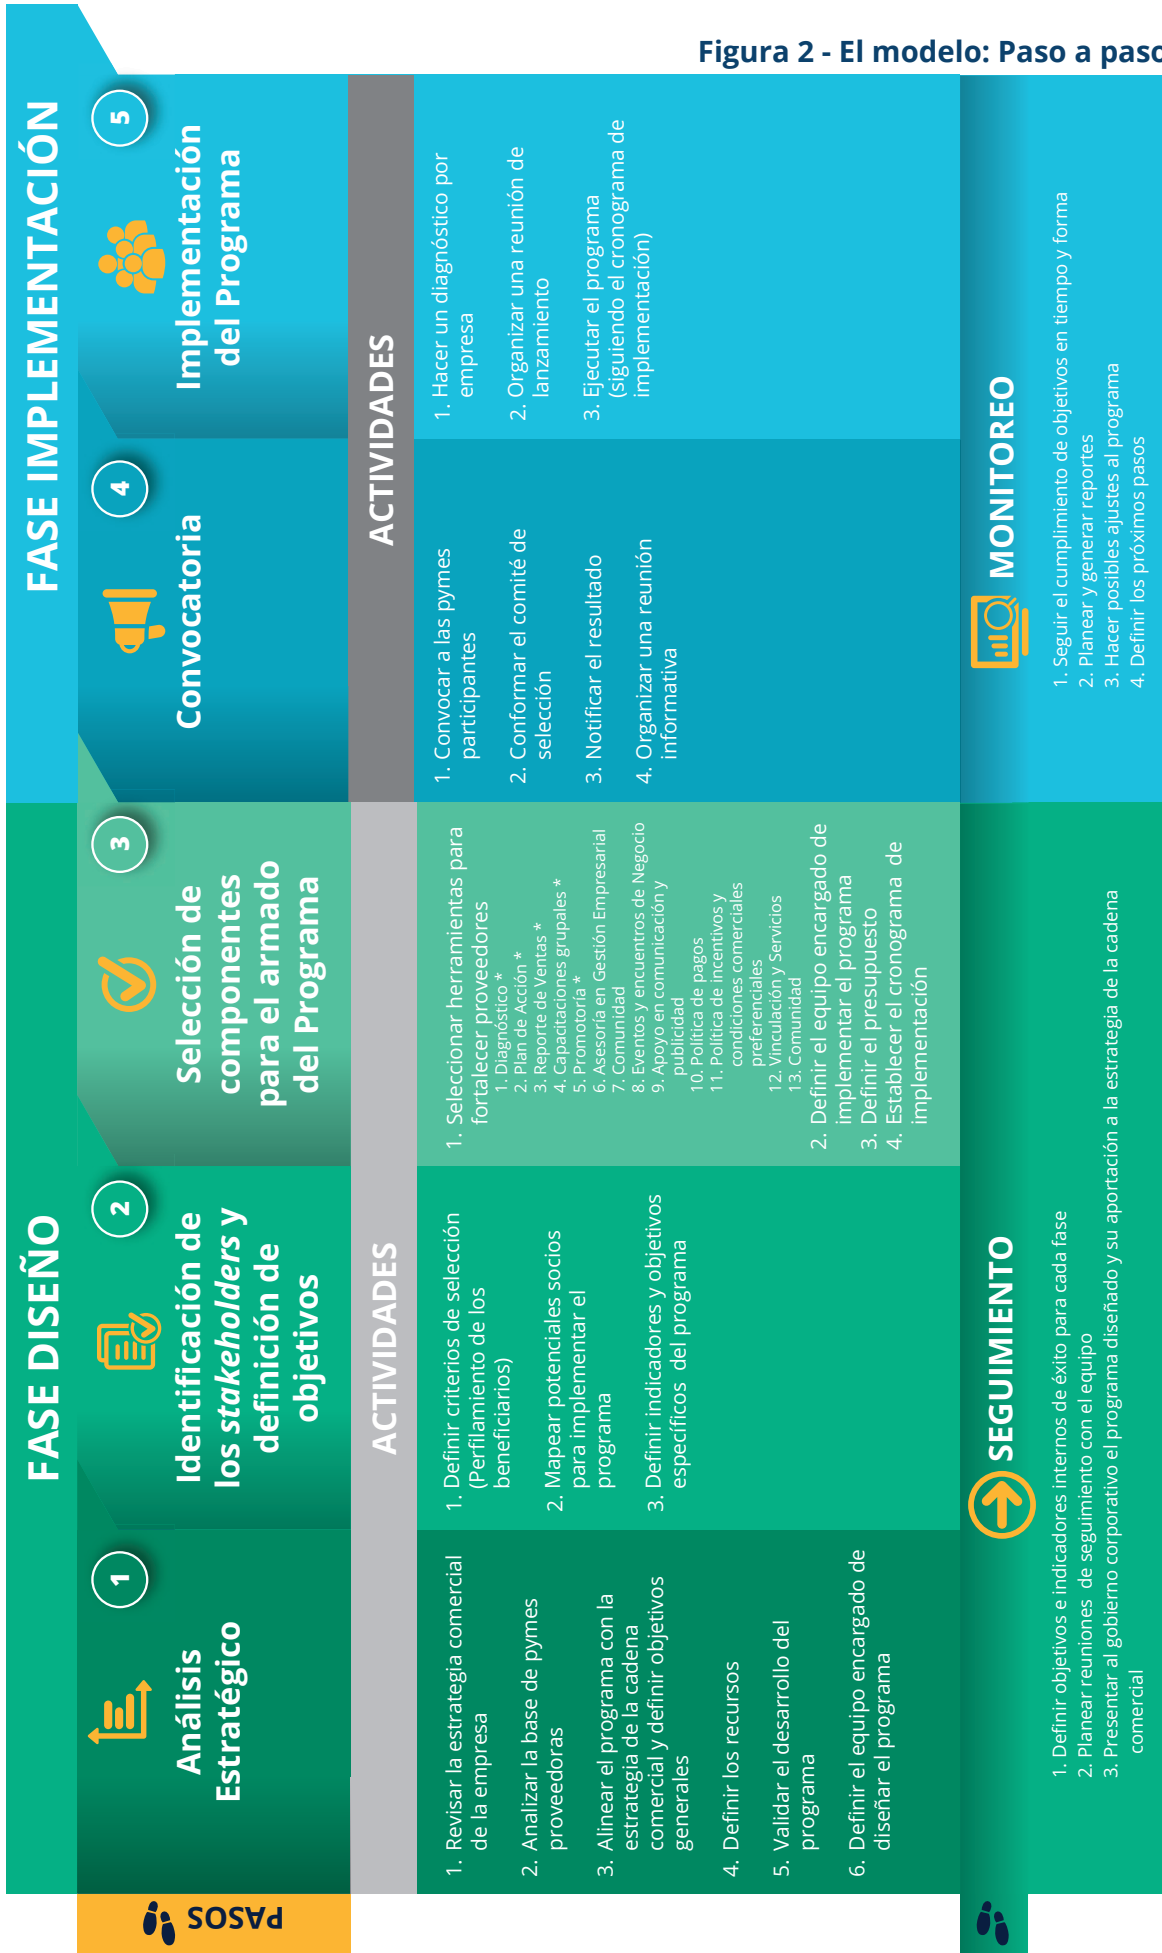 Figura 2 - El modelo: Paso a paso
FASE DISEÑO
FASE IMPLEMENTACIÓN
PASOS
1
Análisis
Estratégico
2
Identificación de
los stakeholders y
definición de
objetivos
3
Selección de
componentes
para el armado
del Programa
4
Convocatoria
5
Implementación
del Programa
ACTIVIDADES
ACTIVIDADES
1. Revisar la estrategia comercial
de la empresa
2. Analizar la base de pymes
proveedoras
3. Alinear el programa con la
estrategia de la cadena
comercial y definir objetivos
generales
4. Definir los recursos
5. Validar el desarrollo del
programa
6. Definir el equipo encargado de
diseñar el programa
1. Definir criterios de selección
(Perfilamiento de los
beneficiarios)
2. Mapear potenciales socios
para implementar el
programa
3. Definir indicadores y objetivos
específicos del programa
1. Seleccionar herramientas para
fortalecer proveedores
1. Diagnóstico *
2. Plan de Acción *
3. Reporte de Ventas *
4. Capacitaciones grupales *
5. Promotoría *
6. Asesoría en Gestión Empresarial
7. Comunidad
8. Eventos y encuentros de Negocio
9. Apoyo en comunicación y
publicidad
10. Política de pagos
11. Política de incentivos y
condiciones comerciales
preferenciales
12. Vinculación y Servicios
13. Comunidad
2. Definir el equipo encargado de
implementar el programa
3. Definir el presupuesto
4. Establecer el cronograma de
implementación
1. Convocar a las pymes
participantes
2. Conformar el comité de
selección
3. Notificar el resultado
4. Organizar una reunión
informativa
1. Hacer un diagnóstico por
empresa
2. Organizar una reunión de
lanzamiento
3. Ejecutar el programa
(siguiendo el cronograma de
implementación)
SEGUIMIENTO
1. Definir objetivos e indicadores internos de éxito para cada fase
2. Planear reuniones de seguimiento con el equipo
3. Presentar al gobierno corporativo el programa diseñado y su aportación a la estrategia de la cadena
comercial
MONITOREO
1. Seguir el cumplimiento de objetivos en tiempo y forma
2. Planear y generar reportes
3. Hacer posibles ajustes al programa
4. Definir los próximos pasos